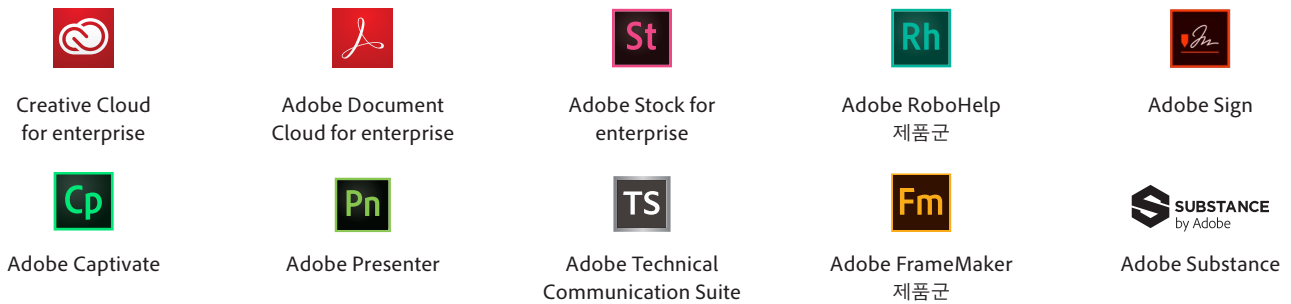 St
Rh
Creative Cloud
for enterprise
Adobe Document
Cloud for enterprise
Adobe Stock for
enterprise
Adobe RoboHelp
제품군
Adobe Sign
Cp
Pn
TS
Fm
SUBSTANCE
by Adobe
Adobe Captivate
Adobe Presenter
Adobe Technical
Communication Suite
Adobe FrameMaker
제품군
Adobe Substance